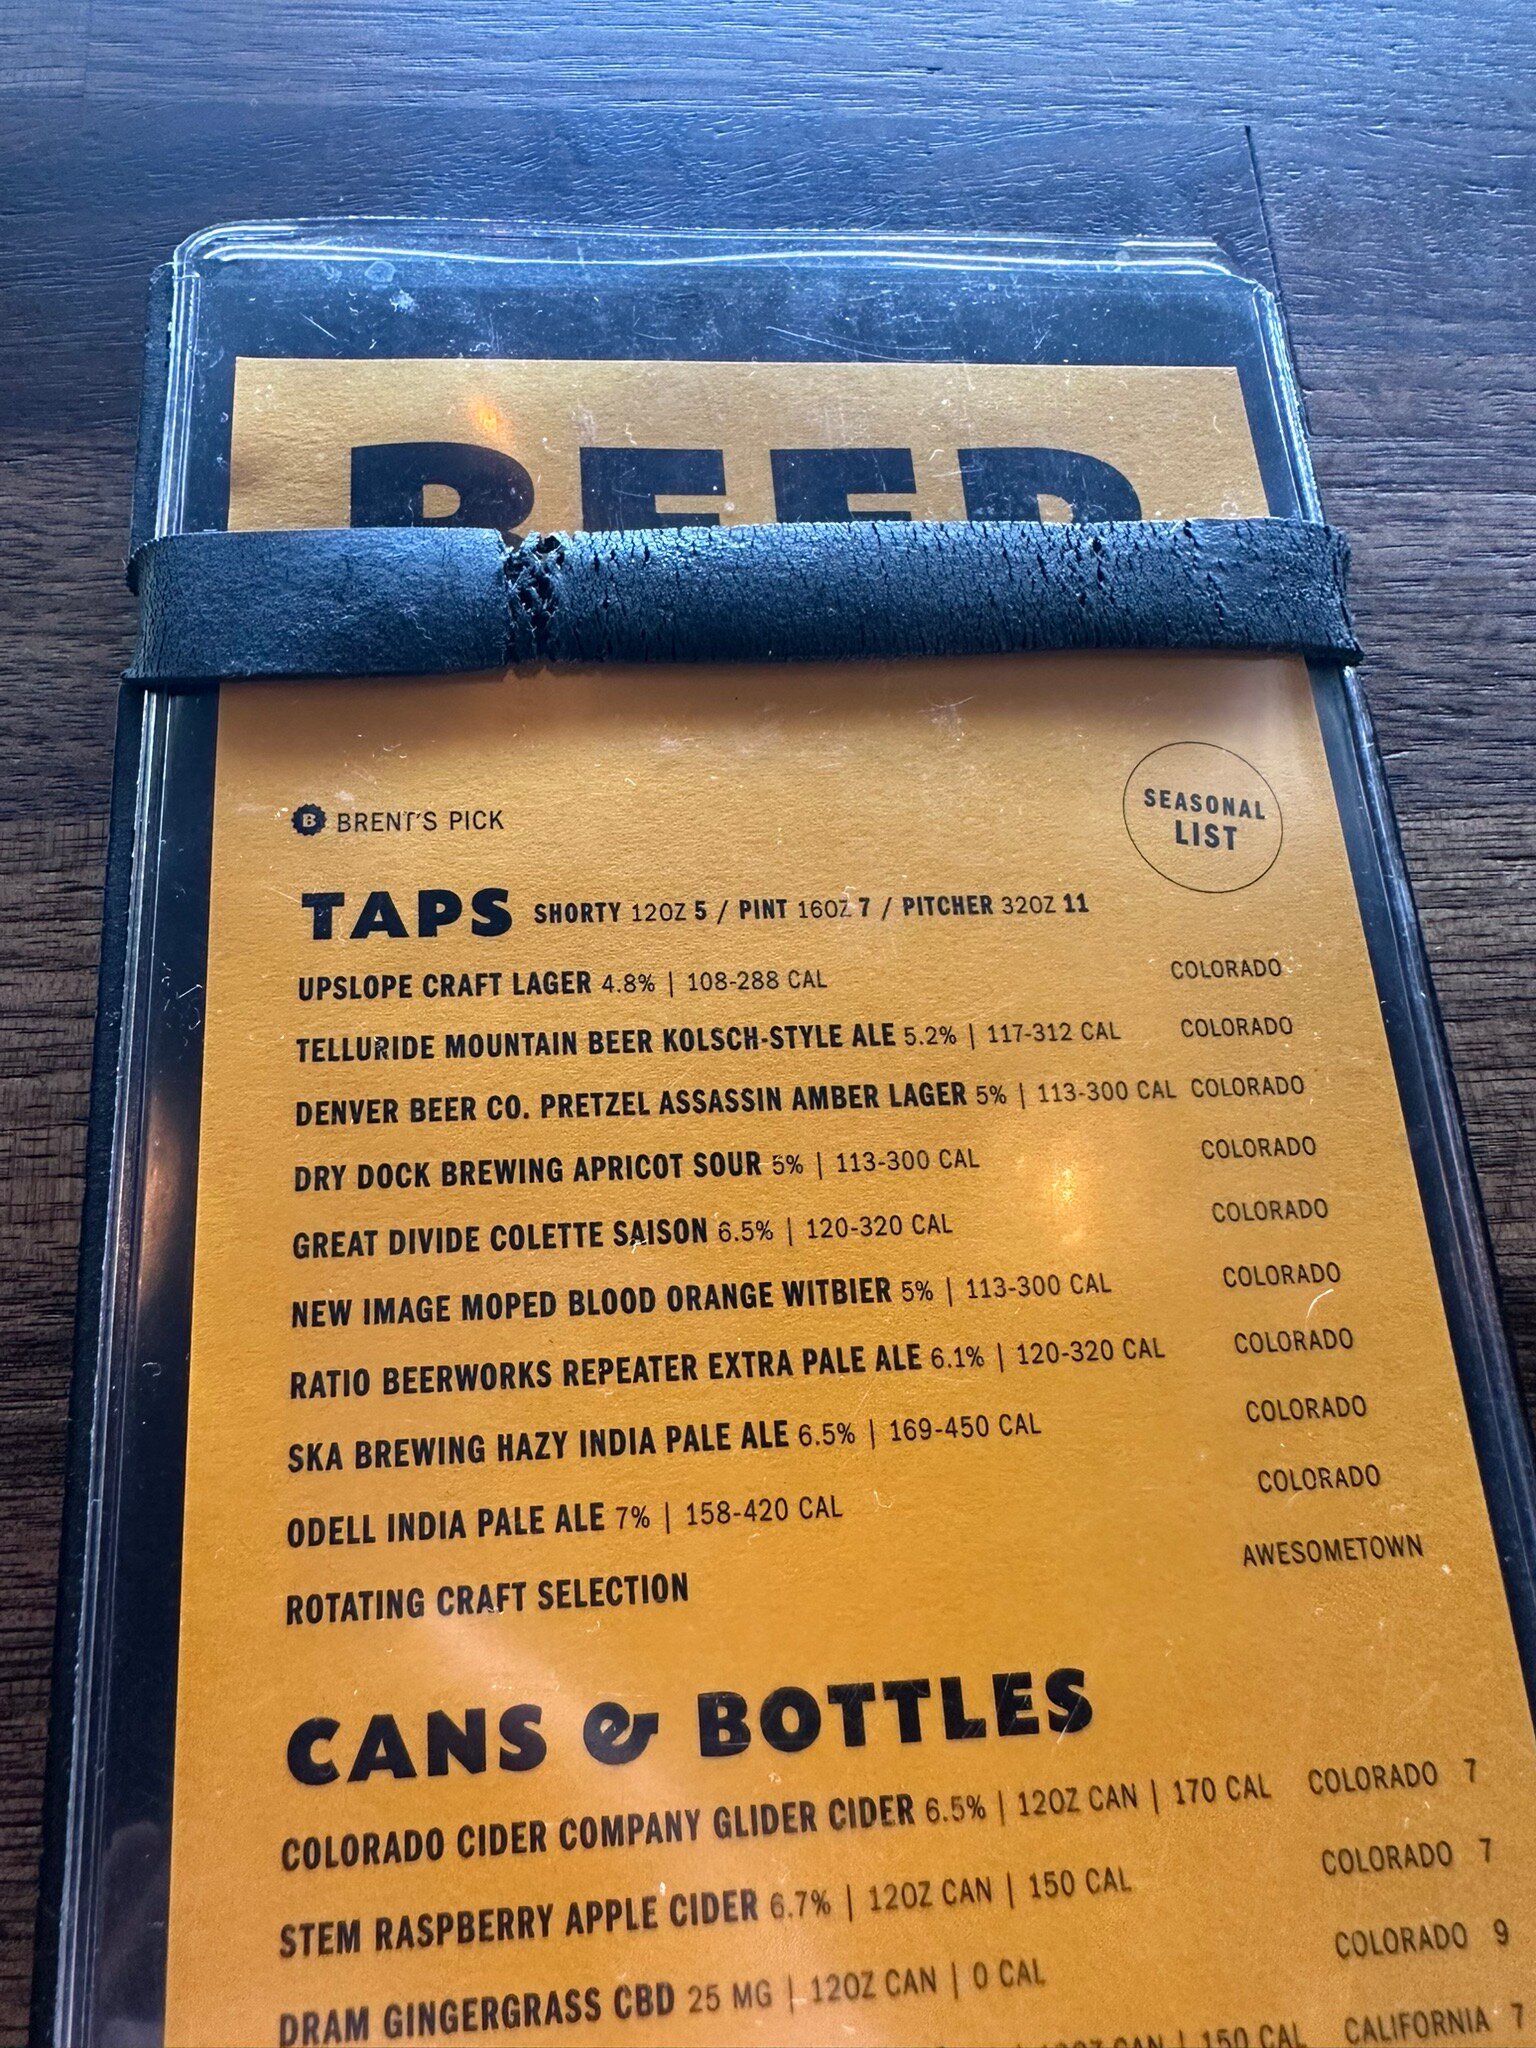 BEER
B BRENT'S PICK
SEASONAL
LIST
TAPS SHORTY 12OZ 5 / PINT 16OZ 7 / PITCHER 32OZ 11
UPSLOPE CRAFT LAGER 4.8% | 108-288 CAL COLORADO
TELLURIDE MOUNTAIN BEER KOLSCH-STYLE ALE 5.2% | 117-312 CAL COLORADO
DENVER BEER CO. PRETZEL ASSASSIN AMBER LAGER 5% | 113-300 CAL COLORADO
DRY DOCK BREWING APRICOT SOUR 5% | 113-300 CAL COLORADO
GREAT DIVIDE COLETTE SAISON 6.5% | 120-320 CAL COLORADO
NEW IMAGE MOPED BLOOD ORANGE WITBIER 5% | 113-300 CAL COLORADO
RATIO BEERWORKS REPEATER EXTRA PALE ALE 6.1% | 120-320 CAL COLORADO
SKA BREWING HAZY INDIA PALE ALE 6.5% | 169-450 CAL COLORADO
ODELL INDIA PALE ALE 7% | 158-420 CAL COLORADO
ROTATING CRAFT SELECTION AWESOMETOWN
CANS & BOTTLES
COLORADO CIDER COMPANY GLIDER CIDER 6.5% | 12OZ CAN | 170 CAL COLORADO 7
STEM RASPBERRY APPLE CIDER 6.7% | 12OZ CAN | 150 CAL COLORADO 7
DRAM GINGERGRASS CBD 25 MG | 12OZ CAN | 0 CAL COLORADO 9
12OZ CAN | 150 CAL CALIFORNIA 7